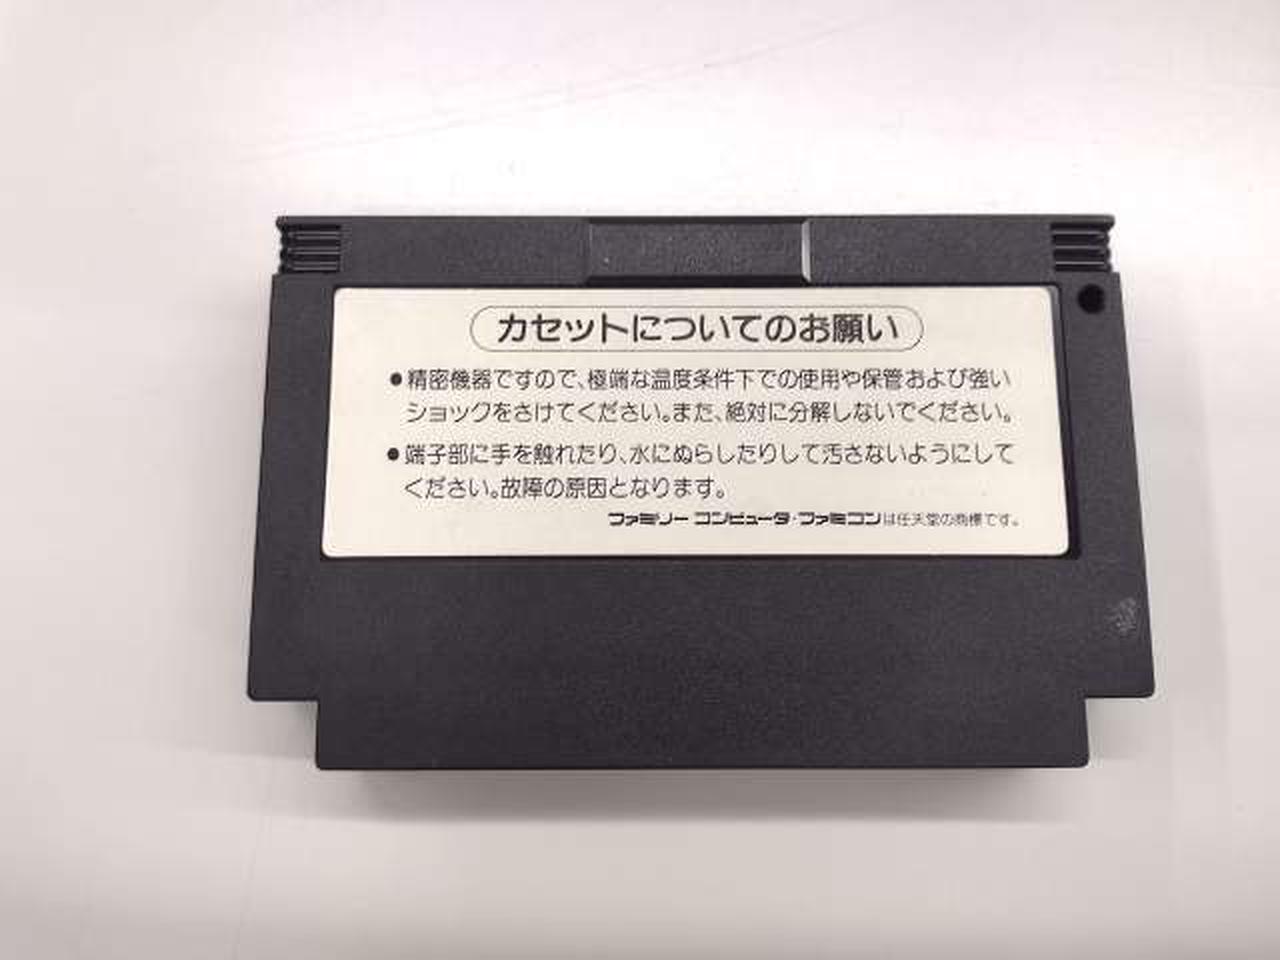 カセットについてのお願い
●精密機器ですので、極端な温度条件下での使用や保管および強い
ショックをさけてください。また、絶対に分解しないでください。
●端子部に手を触れたり、水にぬらしたりして汚さないようにして
ください。故障の原因となります。
ファミリー コンピュータ・ファミコンは任天堂の商標です。